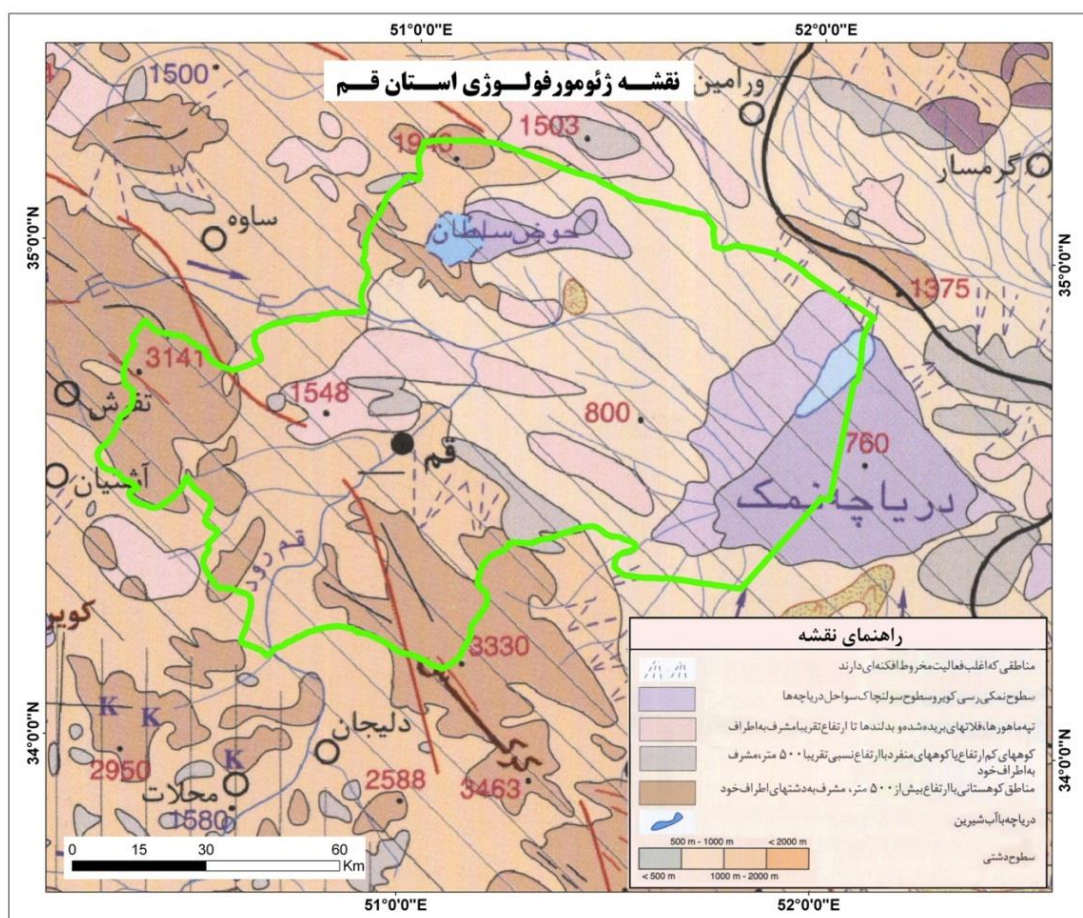 51°0'0"E 52°0'0"E
نقشــه ژئومورفولــوژی استان قــم
1500
1503
ورامین
1940
گرمسار
35°0'0"N
35°0'0"N
ساوه
حوض سلطان
1375
3141
تفرش
1548
800
قم
760
آشتیان
دریاچه نمک
قم رود
3330
K
K
K
دلیجان
34°0'0"N
34°0'0"N
2950
محلات
2588
3463
1580
راهنمای نقشه
مناطقی که اغلب فعالیت مخروط افکنه ای دارند
سطوح نمکی رسی کویر و سطوح سولنچاک سواحل دریاچه ها
تپه ماهورها، فلاتهای بریده شده و بدلندها تا ارتفاع تقریبا مشرف به اطراف
کوههای کم ارتفاع یا کوههای منفرد با ارتفاع نسبی تقریبا ۵۰۰ متر، مشرف
به اطراف خود
مناطق کوهستانی با ارتفاع بیش از ۵۰۰ متر، مشرف به دشتهای اطراف خود
دریاچه با آب شیرین
سطوح دشتی
500 m - 1000 m < 2000 m
< 500 m 1000 m - 2000 m
0 15 30 60
Km
51°0'0"E 52°0'0"E